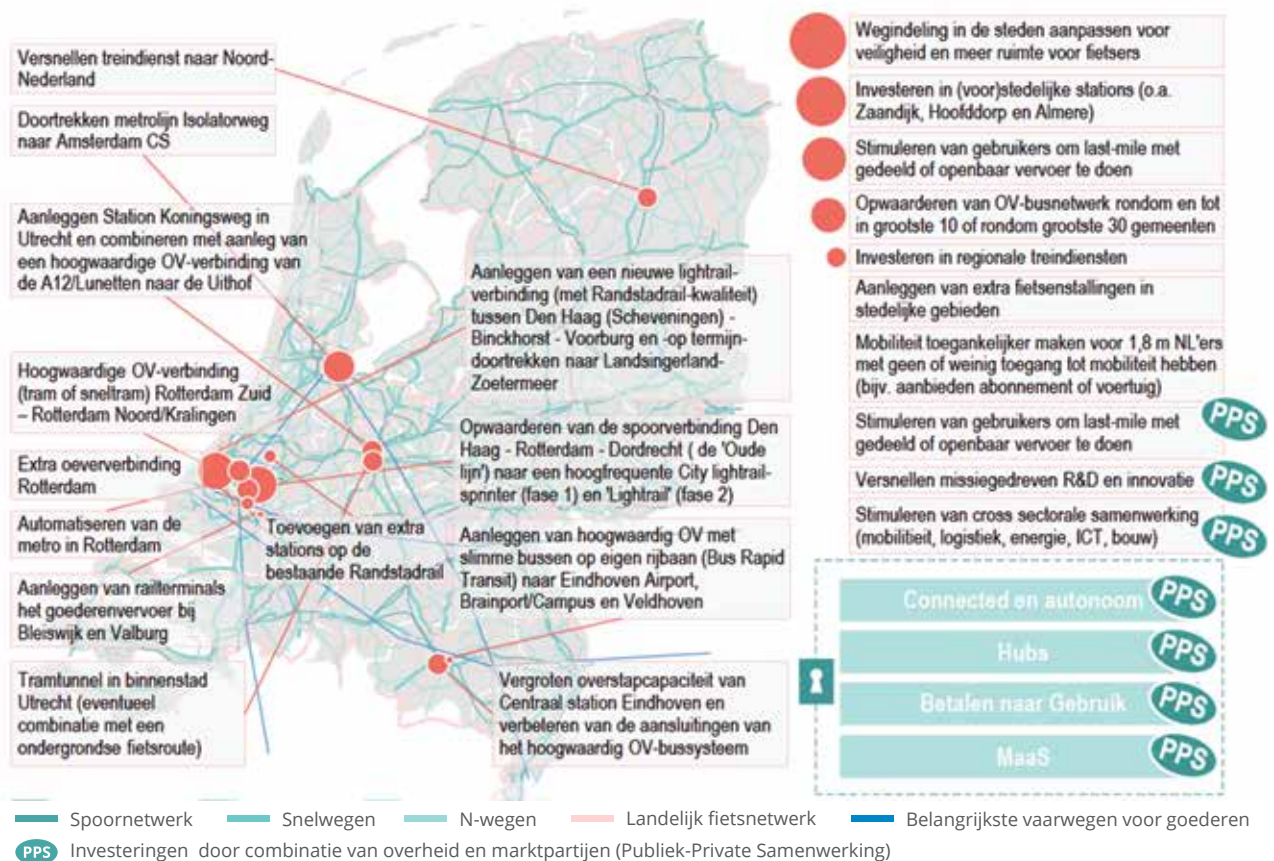 Versnellen treindienst naar Noord-
Nederland
Doortrekken metrolijn Isolatorweg
naar Amsterdam CS
Aanleggen Station Koningsweg in
Utrecht en combineren met aanleg van
een hoogwaardige OV-verbinding van
de A12/Lunetten naar de Uithof
Hoogwaardige OV-verbinding
(tram of sneltram) Rotterdam Zuid
– Rotterdam Noord/Kralingen
Extra oeververbinding
Rotterdam
Automatiseren van de
metro in Rotterdam
Aanleggen van railterminals
het goederenvervoer bij
Bleiswijk en Valburg
Tramtunnel in binnenstad
Utrecht (eventueel
combinatie met een
ondergrondse fietsroute)
Toevoegen van extra
stations op de
bestaande Randstadrail
Aanleggen van een nieuwe lightrail-
verbinding (met Randstadrail-kwaliteit)
tussen Den Haag (Scheveningen) -
Binckhorst - Voorburg en -op termijn-
doortrekken naar Landsingerland-
Zoetermeer
Opwaarderen van de spoorverbinding Den
Haag - Rotterdam - Dordrecht ( de 'Oude
lijn') naar een hoogfrequente City lightrail-
sprinter (fase 1) en 'Lightrail' (fase 2)
Aanleggen van hoogwaardig OV met
slimme bussen op eigen rijbaan (Bus Rapid
Transit) naar Eindhoven Airport,
Brainport/Campus en Veldhoven
Vergroten overstapcapaciteit van
Centraal station Eindhoven en
verbeteren van de aansluitingen van
het hoogwaardig OV-bussysteem
Wegindeling in de steden aanpassen voor
veiligheid en meer ruimte voor fietsers
Investeren in (voor)stedelijke stations (o.a.
Zaandijk, Hoofddorp en Almere)
Stimuleren van gebruikers om last-mile met
gedeeld of openbaar vervoer te doen
Opwaarderen van OV-busnetwerk rondom en tot
in grootste 10 of rondom grootste 30 gemeenten
Investeren in regionale treindiensten
Aanleggen van extra fietsenstallingen in
stedelijke gebieden
Mobiliteit toegankelijker maken voor 1,8 m NL'ers
met geen of weinig toegang tot mobiliteit hebben
(bijv. aanbieden abonnement of voertuig)
Stimuleren van gebruikers om last-mile met
gedeeld of openbaar vervoer te doen
PPS
Versnellen missiegedreven R&D en innovatie
PPS
Stimuleren van cross sectorale samenwerking
(mobilitieit, logistiek, energie, ICT, bouw)
PPS
Connected en autonoom PPS
Hubs PPS
Betalen naar Gebruik PPS
MaaS PPS
Spoornetwerk Snelwegen N-wegen Landelijk fietsnetwerk Belangrijkste vaarwegen voor goederen
PPS Investeringen door combinatie van overheid en marktpartijen (Publiek-Private Samenwerking)